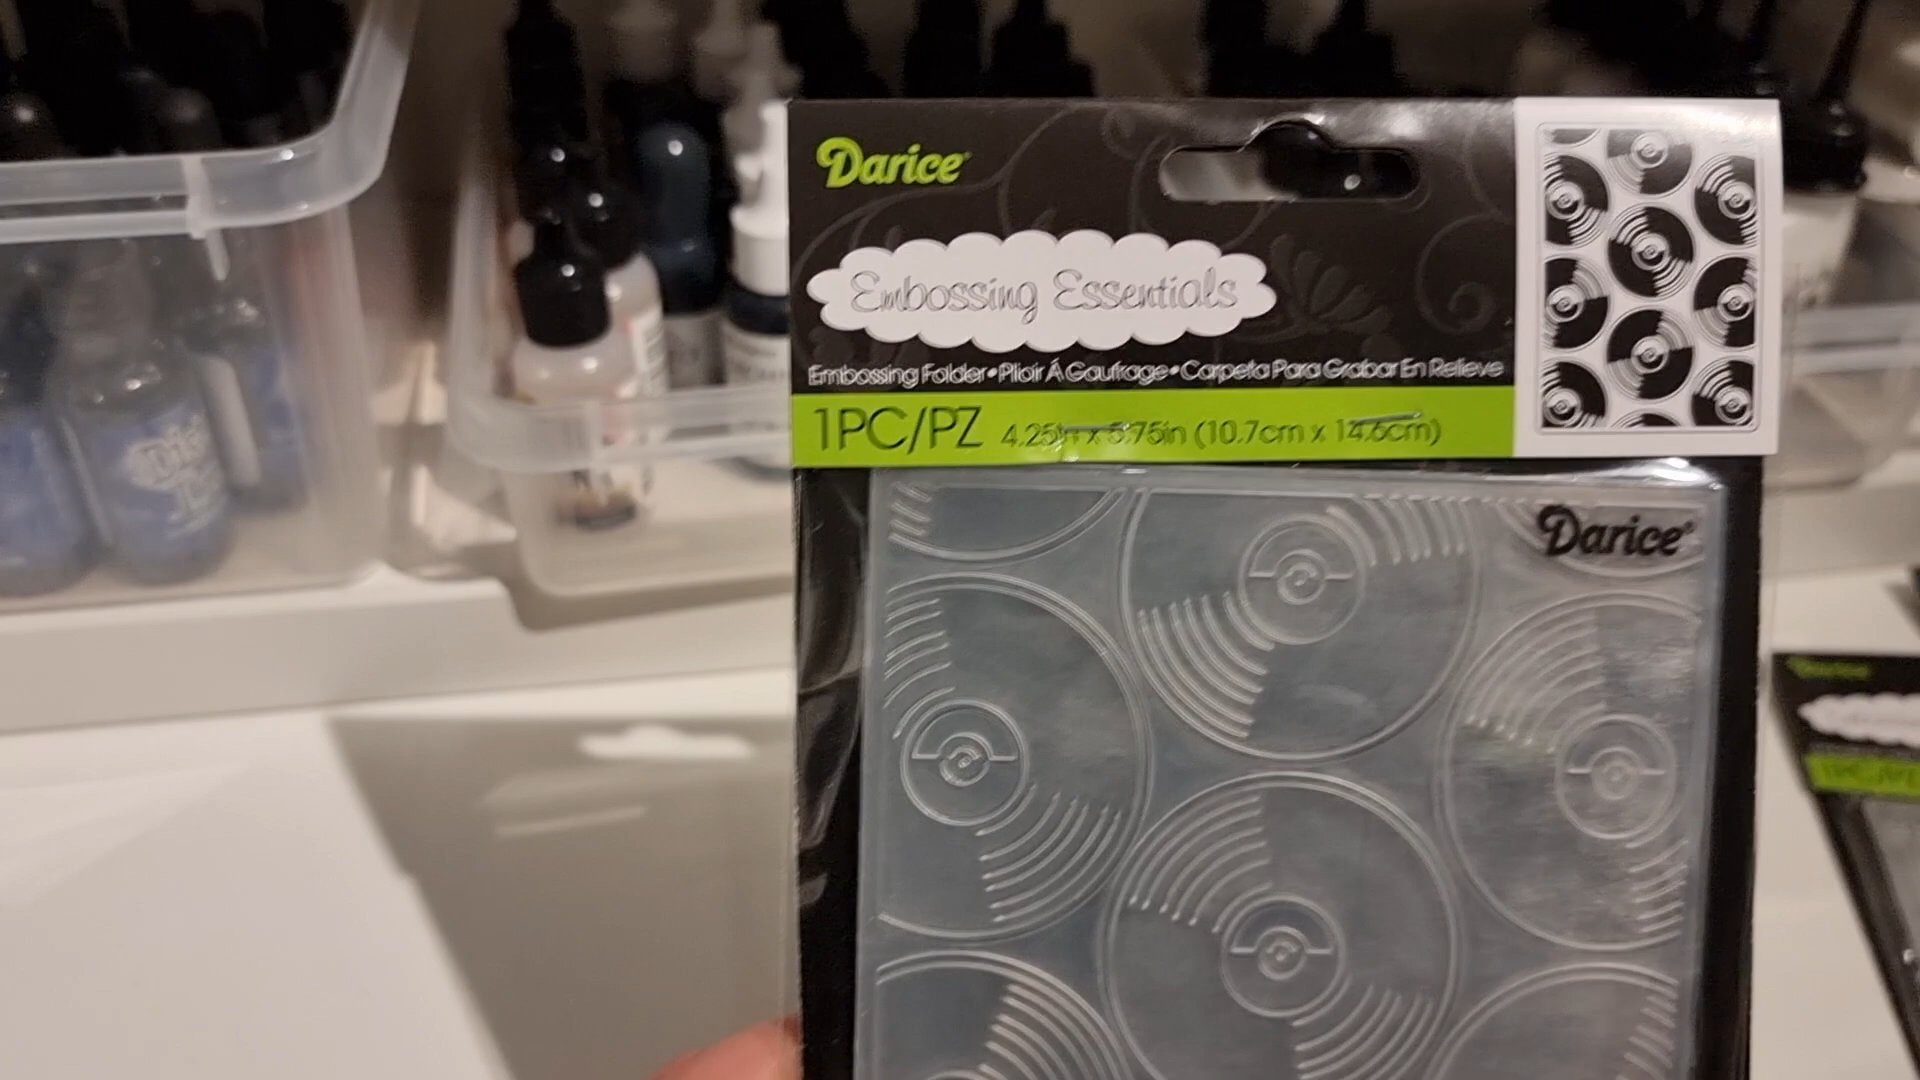 Darice
Embossing Essentials
Embossing Folder • Plioir Á Gaufrage • Carpeta Para Grabar En Relieve
1PC/PZ 4.25in x 5.75in (10.7cm x 14.6cm)
Darice